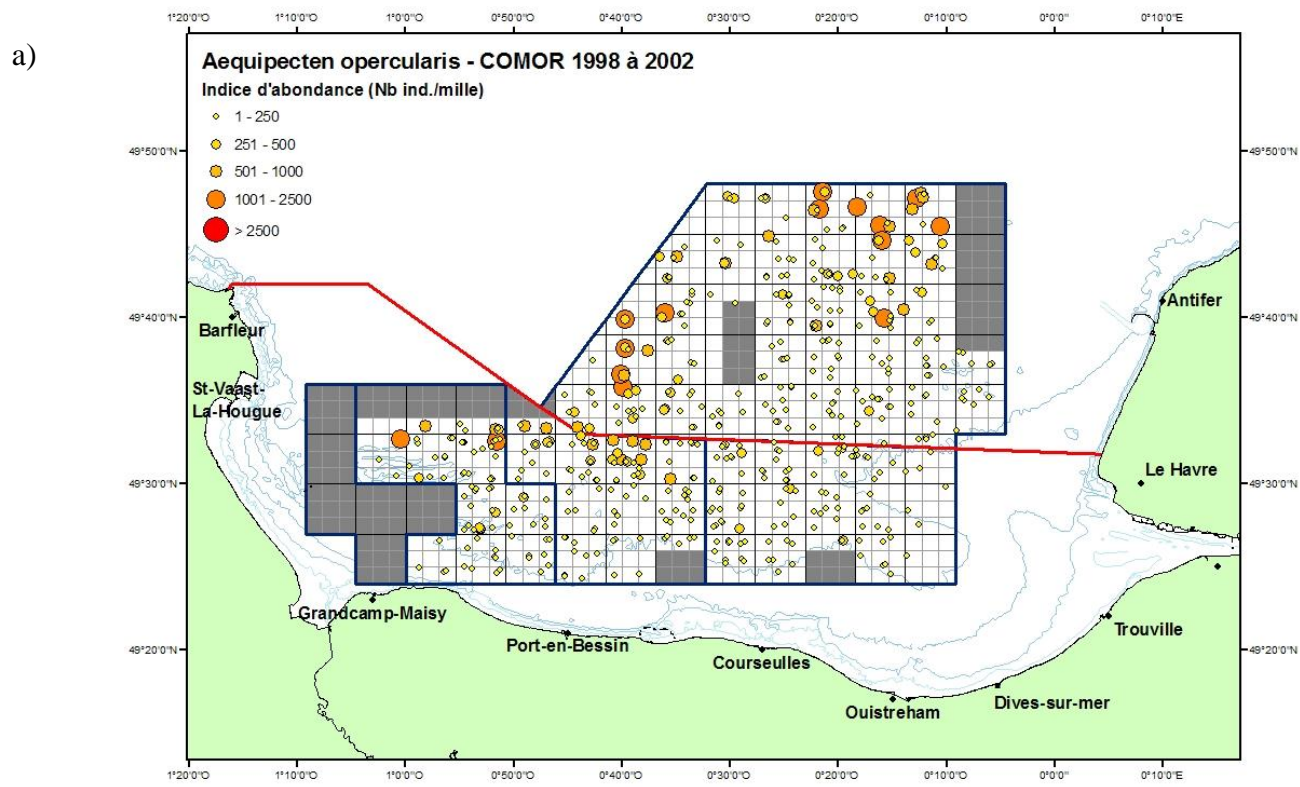 a)
1°20'0"O 1°10'0"O 1°0'0"O 0°50'0"O 0°40'0"O 0°30'0"O 0°20'0"O 0°10'0"O 0°0'0"O 0°10'0"E
Aequipecten opercularis - COMOR 1998 à 2002
Indice d'abondance (Nb ind./mille)
1 - 250
251 - 500
501 - 1000
1001 - 2500
> 2500
49°50'0"N 49°50'0"N
Antifer
49°40'0"N 49°40'0"N
Barfleur
St-Vaast-
La-Hougue
Le Havre
49°30'0"N 49°30'0"N
Grandcamp-Maisy
Trouville
Port-en-Bessin
49°20'0"N 49°20'0"N
Courseulles
Dives-sur-mer
Ouistreham
1°20'0"O 1°10'0"O 1°0'0"O 0°50'0"O 0°40'0"O 0°30'0"O 0°20'0"O 0°10'0"O 0°0'0"O 0°10'0"E